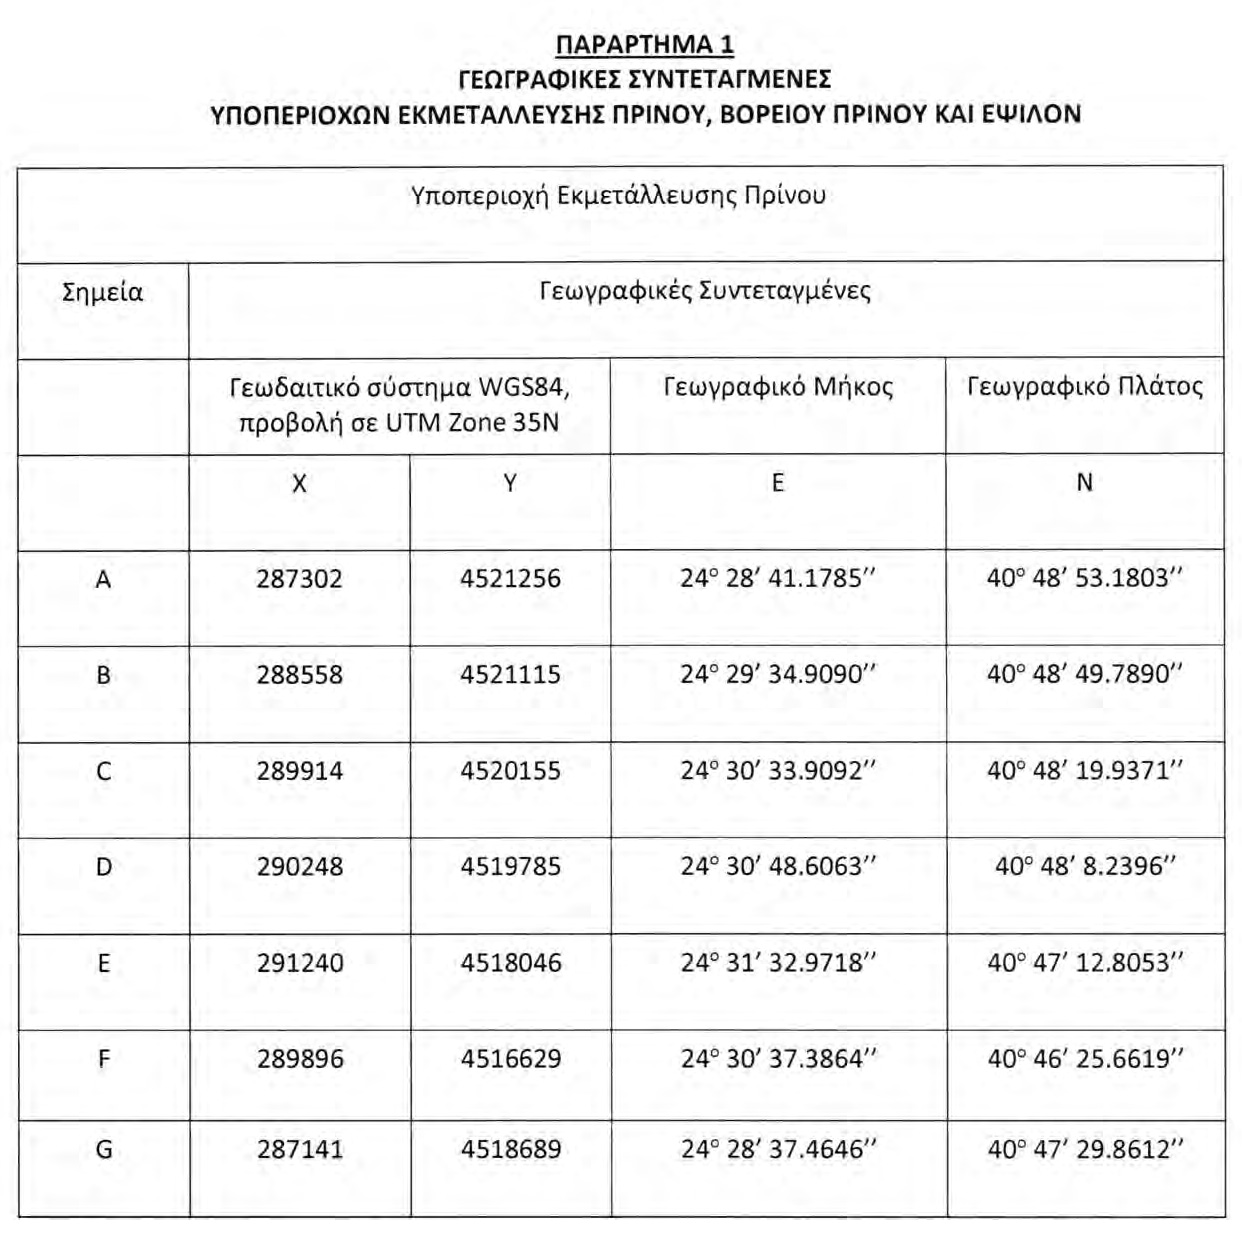 ΠΑΡΑΡΤΗΜΑ 1
ΓΕΩΓΡΑΦΙΚΕΣ ΣΥΝΤΕΤΑΓΜΕΝΕΣ
ΥΠΟΠΕΡΙΟΧΩΝ ΕΚΜΕΤΑΛΛΕΥΣΗΣ ΠΡΙΝΟΥ, ΒΟΡΕΙΟΥ ΠΡΙΝΟΥ ΚΑΙ ΕΨΙΛΟΝ
Υποπεριοχή Εκμετάλλευσης Πρίνου
Σημεία Γεωγραφικές Συντεταγμένες
Γεωδαιτικό σύστημα WGS84, Γεωγραφικό Μήκος Γεωγραφικό Πλάτος
προβολή σε UTM Zone 35N
X Y E N
A 287302 4521256 24° 28’ 41.1785’’ 40° 48’ 53.1803’’
B 288558 4521115 24° 29’ 34.9090’’ 40° 48’ 49.7890’’
C 289914 4520155 24° 30’ 33.9092’’ 40° 48’ 19.9371’’
D 290248 4519785 24° 30’ 48.6063’’ 40° 48’ 8.2396’’
E 291240 4518046 24° 31’ 32.9718’’ 40° 47’ 12.8053’’
F 289896 4516629 24° 30’ 37.3864’’ 40° 46’ 25.6619’’
G 287141 4518689 24° 28’ 37.4646’’ 40° 47’ 29.8612’’